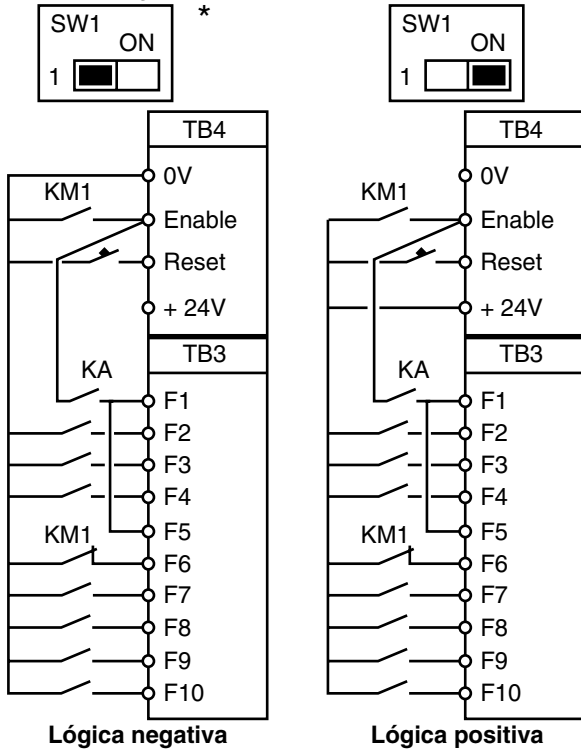 SW1
ON
1
*
TB4
0V
KM1
Enable
Reset
+ 24V
TB3
KA
F1
F2
F3
F4
F5
KM1
F6
F7
F8
F9
F10
Lógica negativa
SW1
ON
1
TB4
0V
KM1
Enable
Reset
+ 24V
TB3
KA
F1
F2
F3
F4
F5
KM1
F6
F7
F8
F9
F10
Lógica positiva